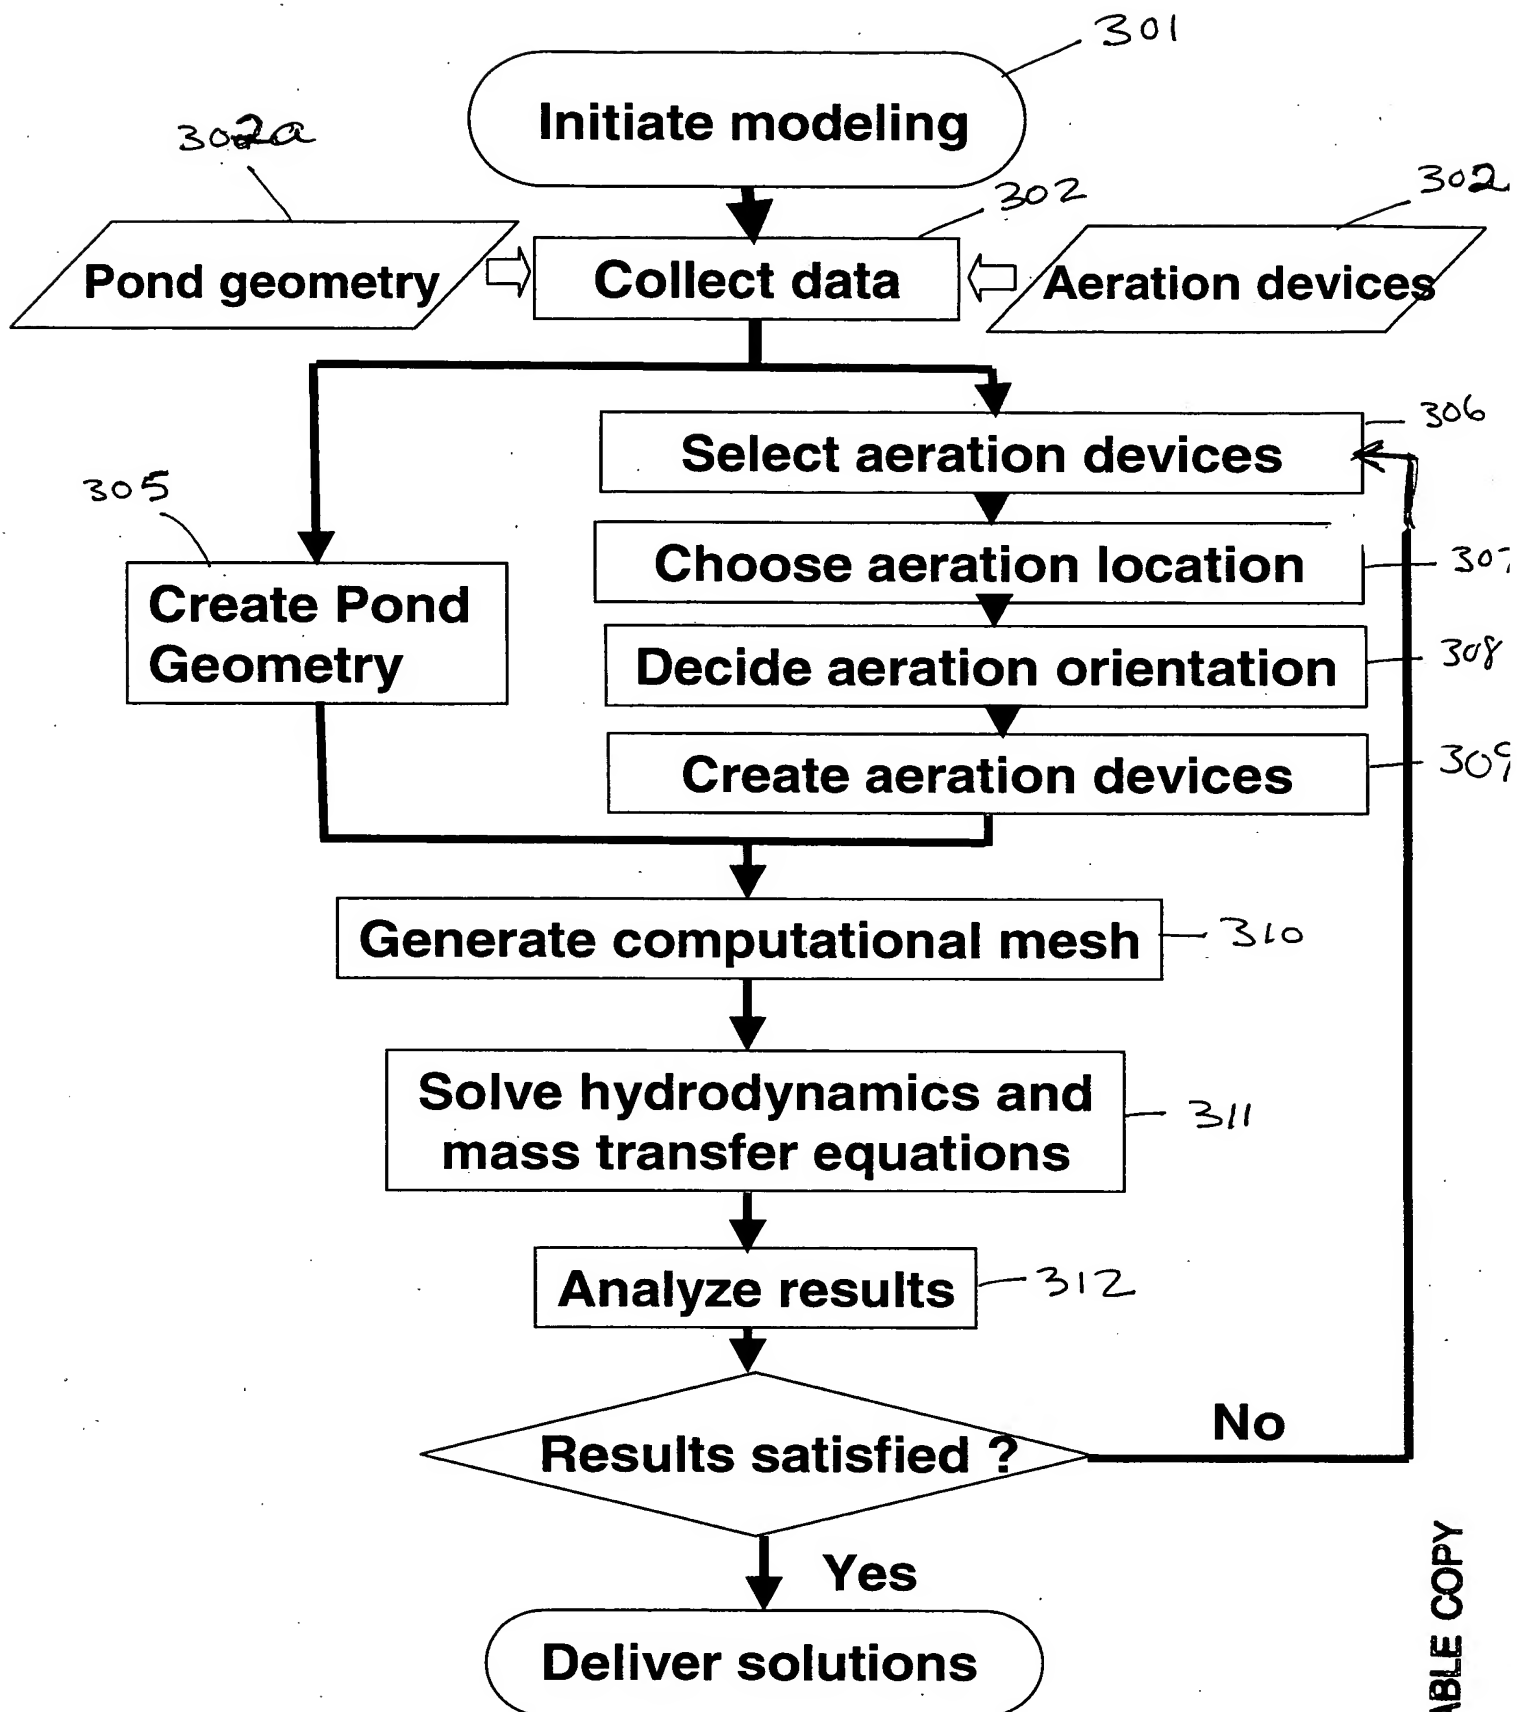 301
Initiate modeling
302a
302
302
Pond geometry
Collect data
Aeration devices
306
Select aeration devices
305
Choose aeration location
Create Pond
Geometry
308
Decide aeration orientation
309
Create aeration devices
Generate computational mesh
310
Solve hydrodynamics and
mass transfer equations
311
Analyze results
312
No
Results satisfied ?
Yes
Deliver solutions
COPY